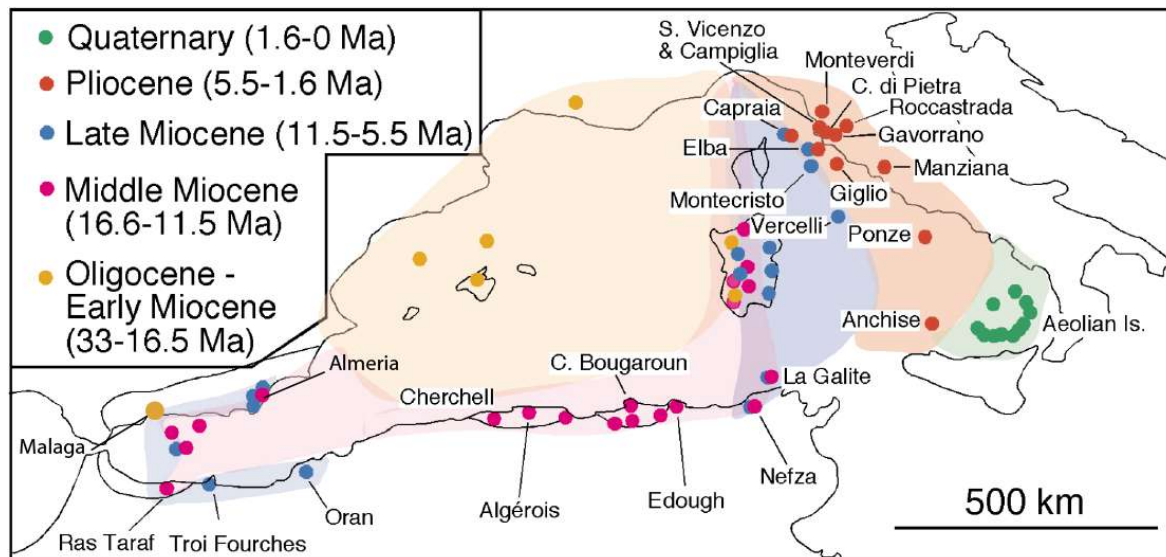 Quaternary (1.6-0 Ma)
Pliocene (5.5-1.6 Ma)
Late Miocene (11.5-5.5 Ma)
Middle Miocene
(16.6-11.5 Ma)
Oligocene -
Early Miocene
(33-16.5 Ma)
S. Vicenzo
& Campiglia
Monteverdi
C. di Pietra
Roccastrada
Capraia
Gavorrano
Elba
Manziana
Giglio
Montecristo
Vercelli
Ponze
Anchise
Aeolian Is.
Almeria
C. Bougaroun
La Galite
Cherchell
Malaga
Nefza
Edough
Algérois
Oran
500 km
Ras Taraf
Troi Fourches